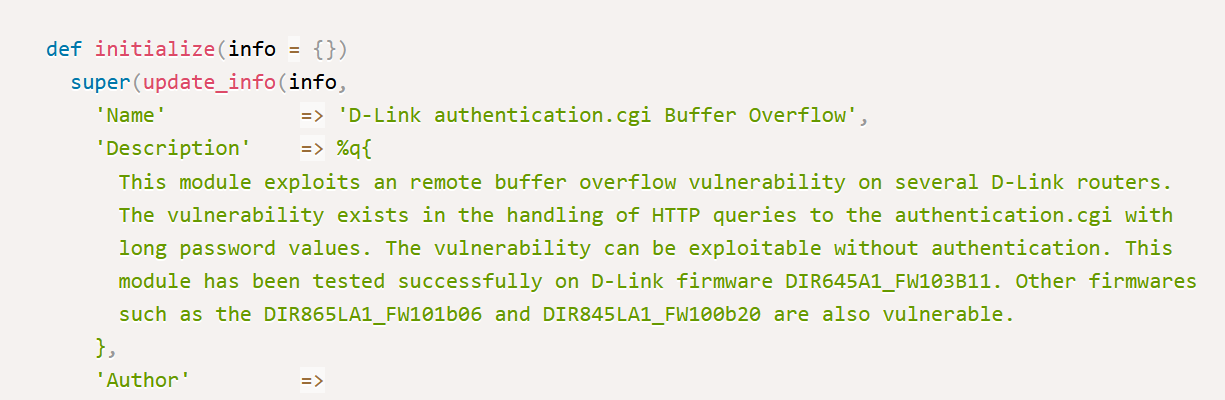 def initialize(info = {})
super(update_info(info,
'Name' => 'D-Link authentication.cgi Buffer Overflow',
'Description' => %q{
This module exploits an remote buffer overflow vulnerability on several D-Link routers.
The vulnerability exists in the handling of HTTP queries to the authentication.cgi with
long password values. The vulnerability can be exploitable without authentication. This
module has been tested successfully on D-Link firmware DIR645A1_FW103B11. Other firmwares
such as the DIR865LA1_FW101b06 and DIR845LA1_FW100b20 are also vulnerable.
},
'Author' =>